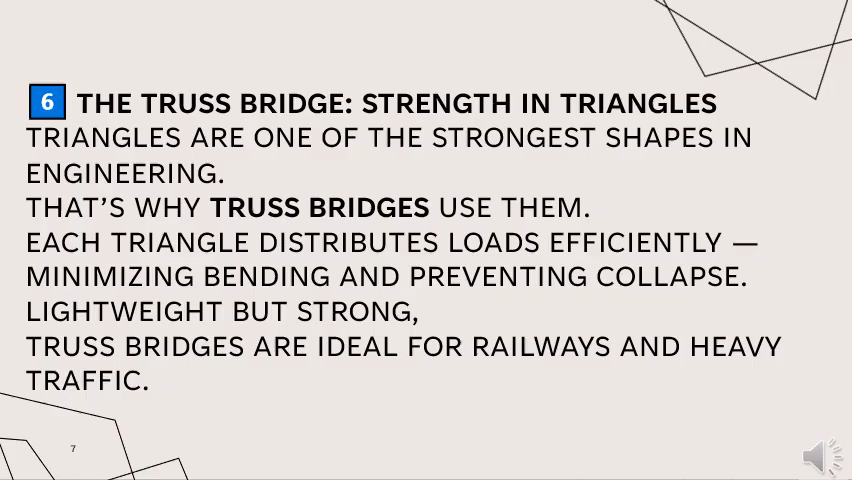 6 THE TRUSS BRIDGE: STRENGTH IN TRIANGLES
TRIANGLES ARE ONE OF THE STRONGEST SHAPES IN
ENGINEERING.
THAT’S WHY TRUSS BRIDGES USE THEM.
EACH TRIANGLE DISTRIBUTES LOADS EFFICIENTLY —
MINIMIZING BENDING AND PREVENTING COLLAPSE.
LIGHTWEIGHT BUT STRONG,
TRUSS BRIDGES ARE IDEAL FOR RAILWAYS AND HEAVY
TRAFFIC.
7